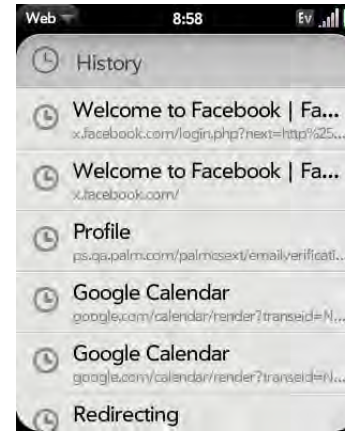 Web 8:58 Ev
History
Welcome to Facebook | Fa...
x.facebook.com/login.php?next=http%25...
Welcome to Facebook | Fa...
x.facebook.com/
Profile
ps.qa.palm.com/palmcsext/emailverificati...
Google Calendar
google.com/calendar/render?transeid=N...
Google Calendar
google.com/calendar/render?transeid=N...
Redirecting